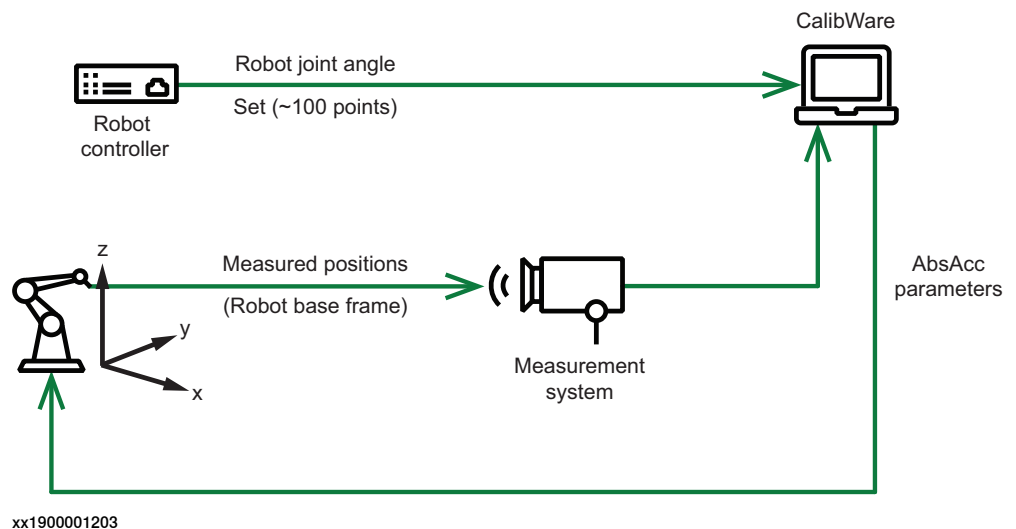 CalibWare
Robot joint angle
Set (~100 points)
Robot
controller
z
Measured positions
(Robot base frame)
y
x
Measurement
system
AbsAcc
parameters
xx1900001203